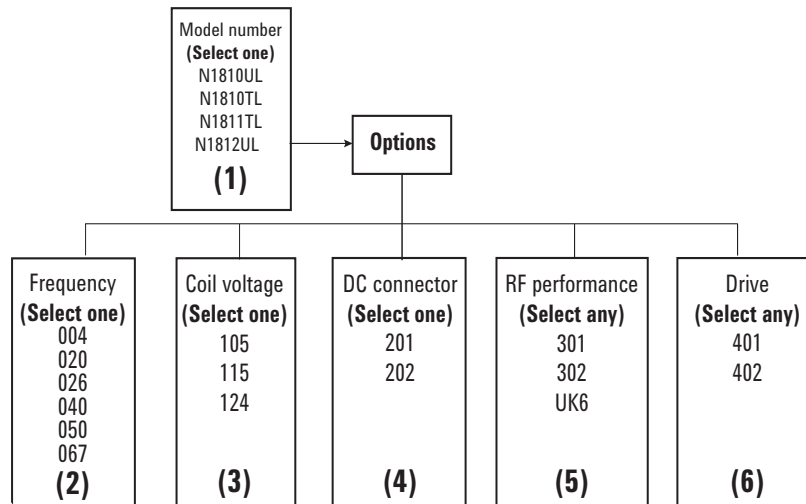 Model number
(Select one)
N1810UL
N1810TL
N1811TL
N1812UL
(1)
Options
Frequency
(Select one)
004
020
026
040
050
067
(2)
Coil voltage
(Select one)
105
115
124
(3)
DC connector
(Select one)
201
202
(4)
RF performance
(Select any)
301
302
UK6
(5)
Drive
(Select any)
401
402
(6)